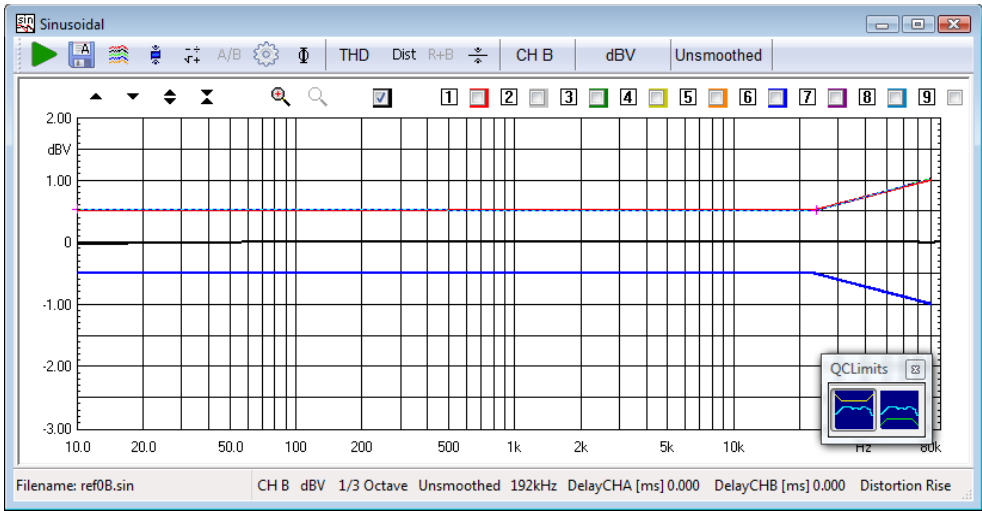 Sinusoidal
sin A A/B Φ THD Dist R+B CH B dBV Unsmoothed
1 2 3 4 5 6 7 8 9
2.00
dBV
1.00
0
-1.00
-2.00
-3.00
QCLimits
10.0 20.0 50.0 100 200 500 1k 2k 5k 10k Hz 80k
Filename: ref0B.sin CH B dBV 1/3 Octave Unsmoothed 192kHz DelayCHA [ms] 0.000 DelayCHB [ms] 0.000 Distortion Rise